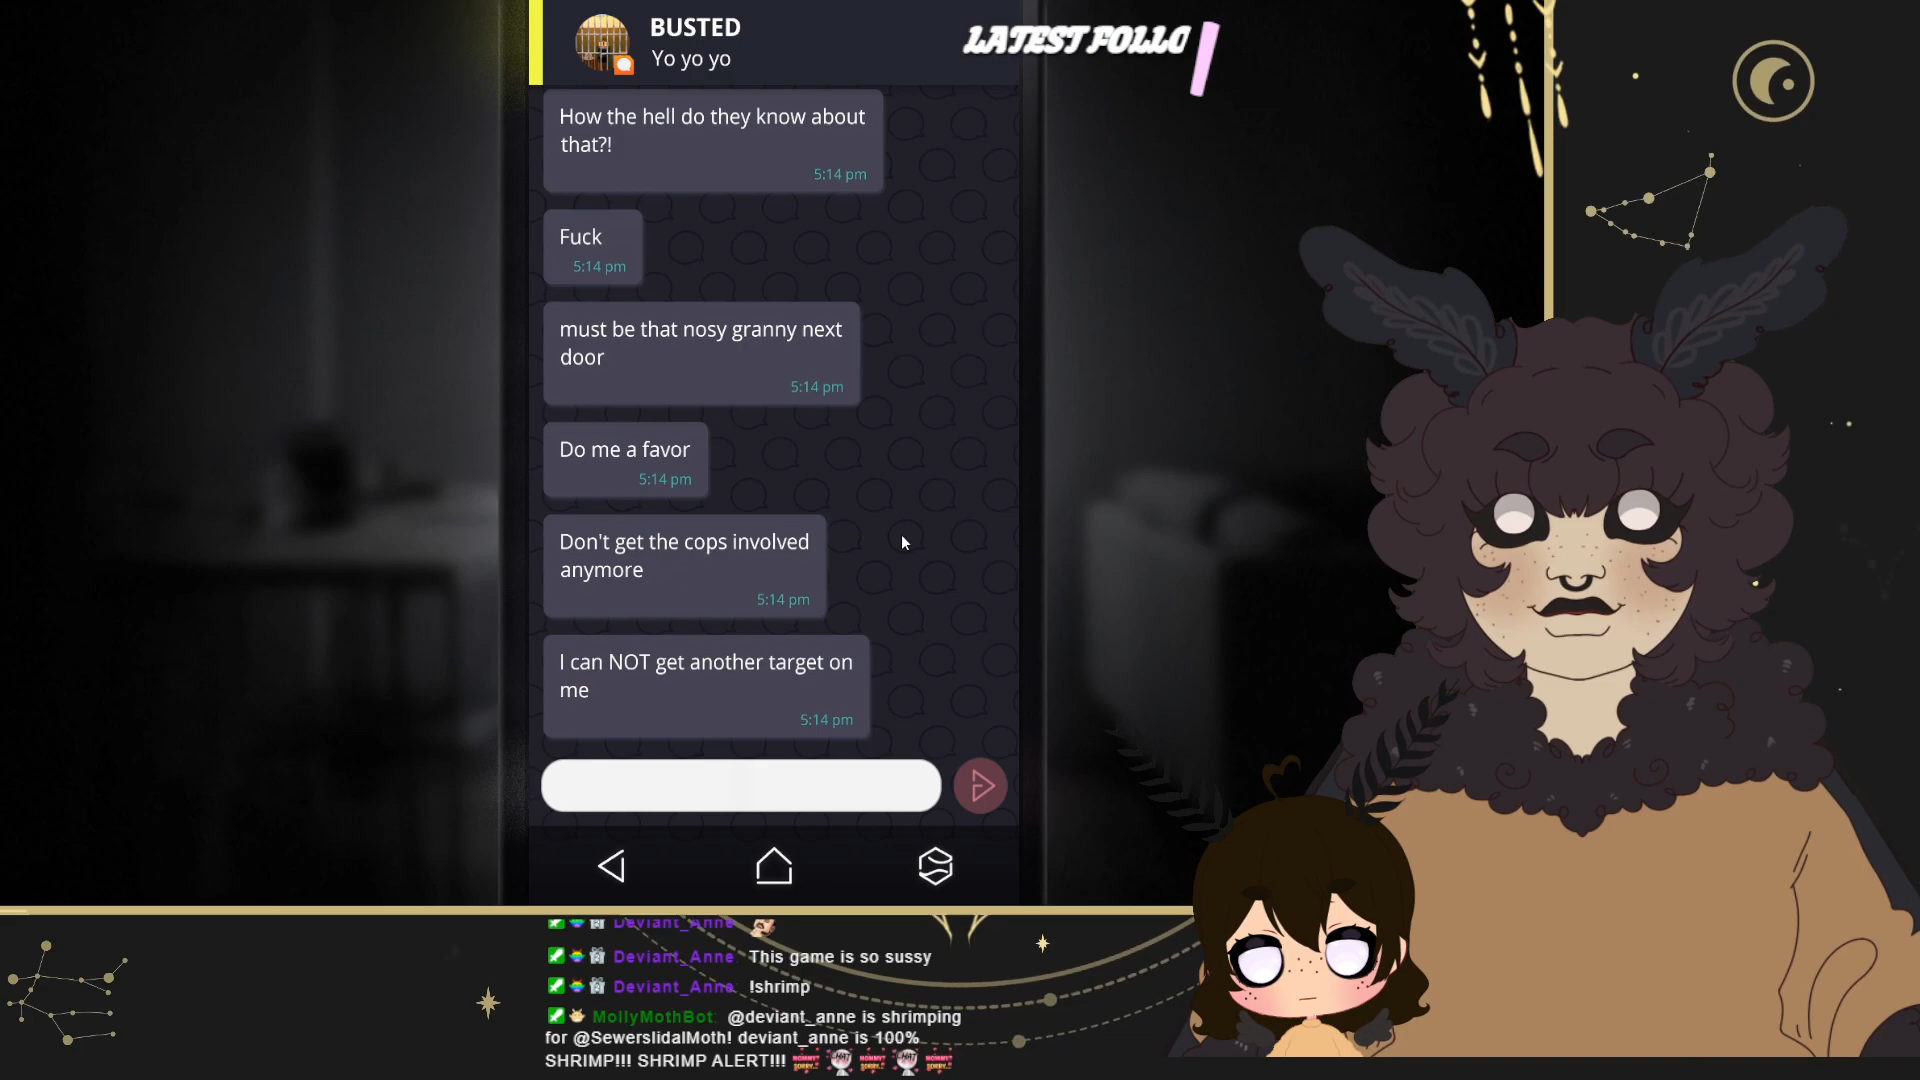 BUSTED
Yo yo yo
LATEST FOLLO
How the hell do they know about
that?!
5:14 pm
Fuck
5:14 pm
must be that nosy granny next
door
5:14 pm
Do me a favor
5:14 pm
Don't get the cops involved
anymore
5:14 pm
I can NOT get another target on
me
5:14 pm
Deviant_Anne
Deviant_Anne: This game is so sussy
Deviant_Anne: !shrimp
MollyMothBot: @deviant_anne is shrimping
for @SewerslidalMoth! deviant_anne is 100%
SHRIMP!!! SHRIMP ALERT!!!